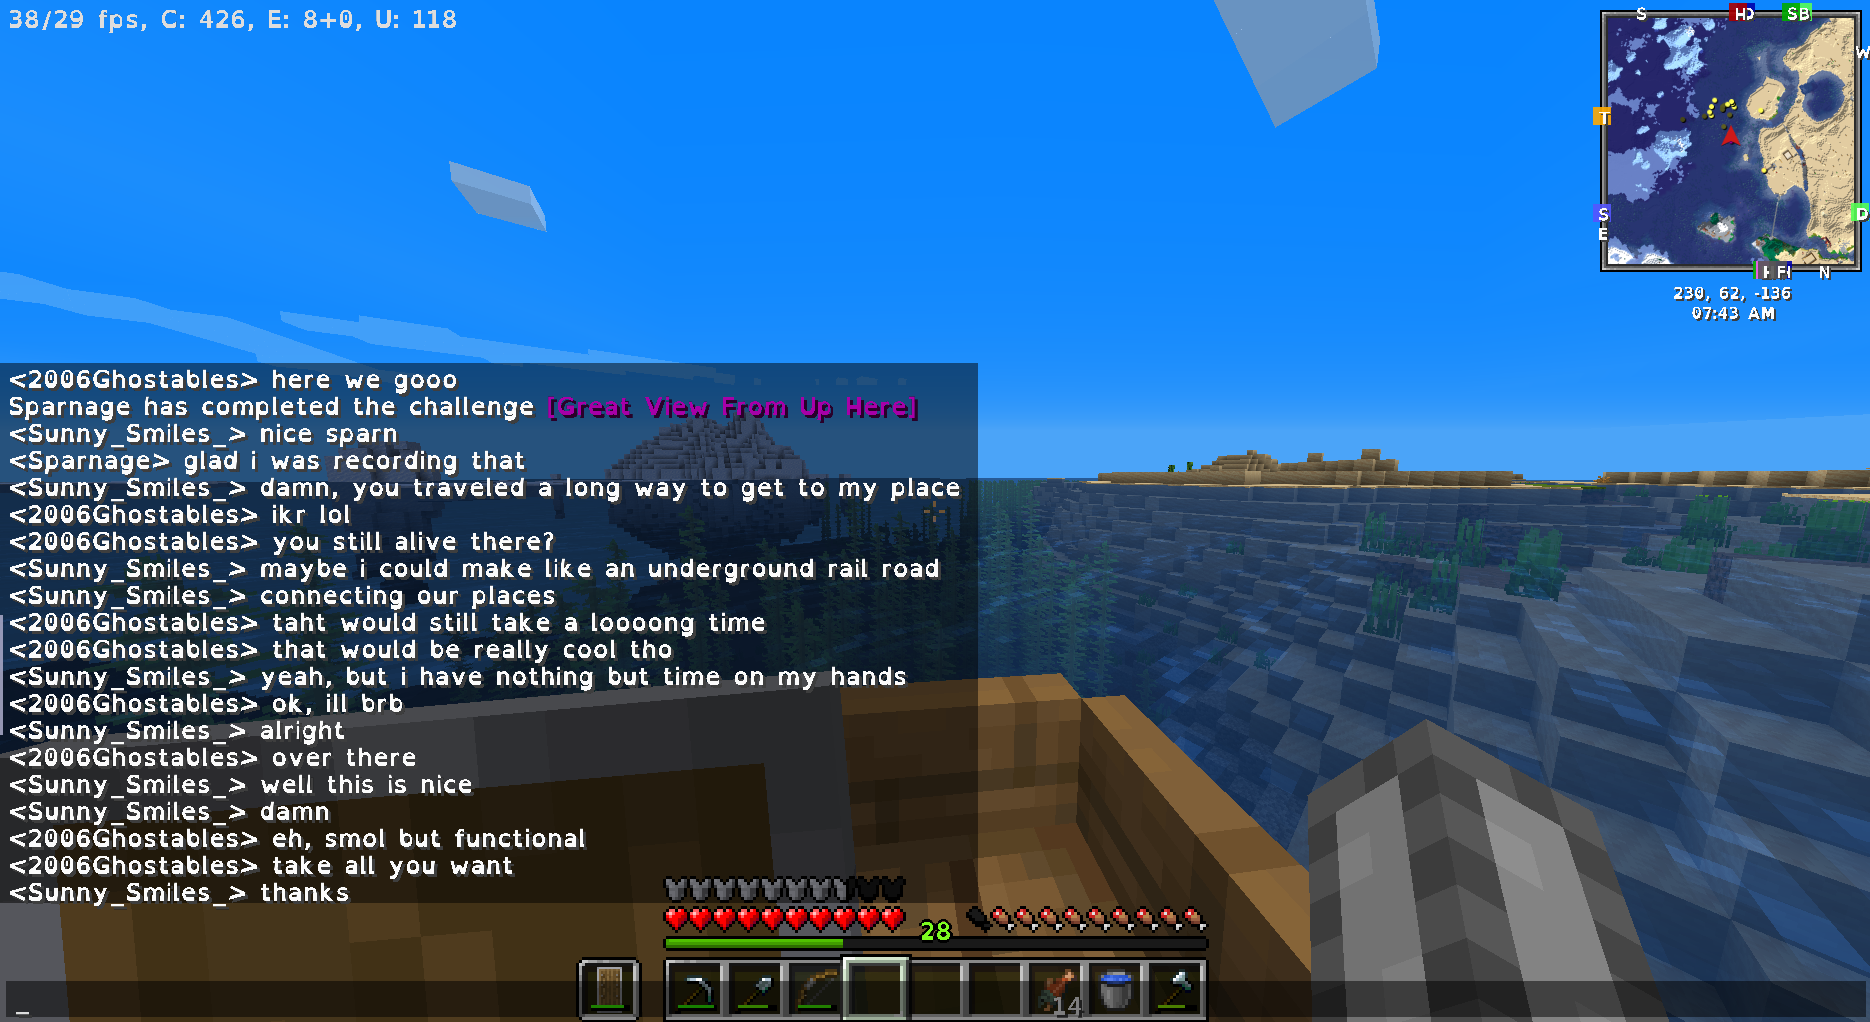 38/29 fps, C: 426, E: 8+0, U: 118
S
SB
W
T
S
E
D
N
230, 62, -136
07:43 AM
<2006Ghostables> here we gooo
Sparnage has completed the challenge [Great View From Up Here]
<Sunny_Smiles_> nice sparn
<Sparnage> glad i was recording that
<Sunny_Smiles_> damn, you traveled a long way to get to my place
<2006Ghostables> ikr lol
<2006Ghostables> you still alive there?
<Sunny_Smiles_> maybe i could make like an underground rail road
<Sunny_Smiles_> connecting our places
<2006Ghostables> taht would still take a loooong time
<2006Ghostables> that would be really cool tho
<Sunny_Smiles_> yeah, but i have nothing but time on my hands
<2006Ghostables> ok, ill brb
<Sunny_Smiles_> alright
<2006Ghostables> over there
<Sunny_Smiles_> well this is nice
<Sunny_Smiles_> damn
<2006Ghostables> eh, smol but functional
<2006Ghostables> take all you want
<Sunny_Smiles_> thanks
28
14
_